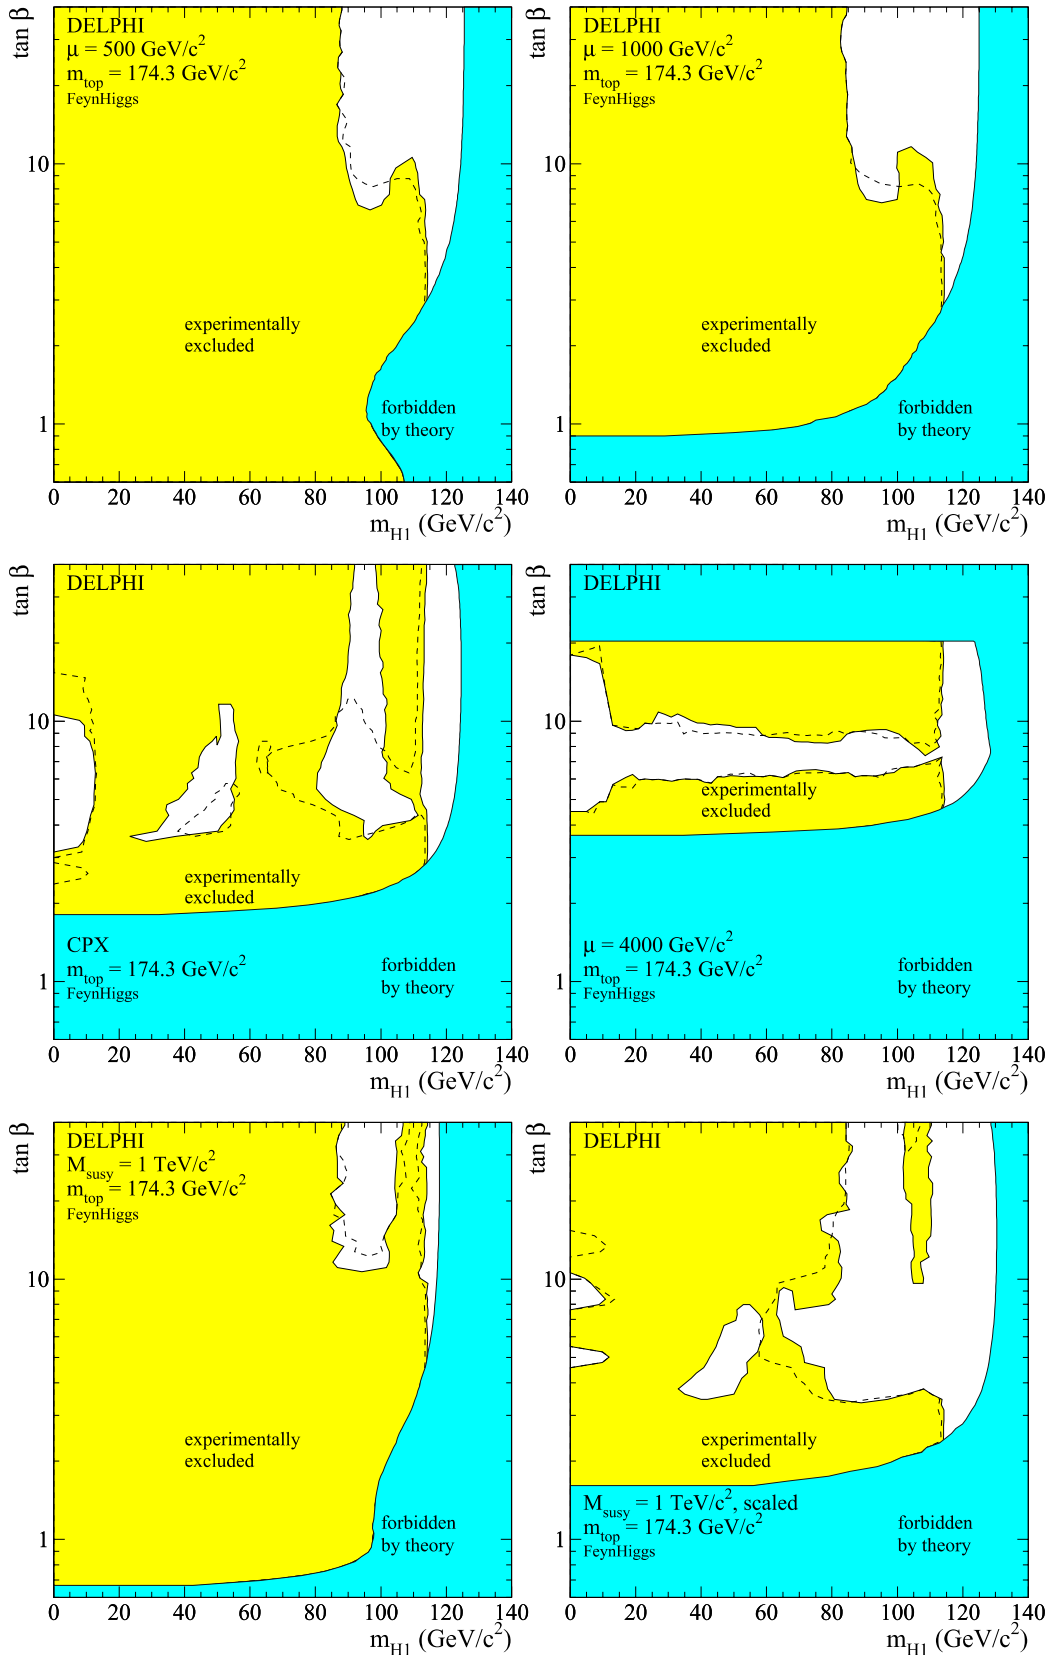 tan β
DELPHI
μ = 500 GeV/c²
m_top = 174.3 GeV/c²
FeynHiggs
10
1
experimentally
excluded
forbidden
by theory
0 20 40 60 80 100 120 140
m_H1 (GeV/c²)
tan β
DELPHI
μ = 1000 GeV/c²
m_top = 174.3 GeV/c²
FeynHiggs
10
1
experimentally
excluded
forbidden
by theory
0 20 40 60 80 100 120 140
m_H1 (GeV/c²)
tan β
DELPHI
10
1
experimentally
excluded
CPX
m_top = 174.3 GeV/c²
FeynHiggs
forbidden
by theory
0 20 40 60 80 100 120 140
m_H1 (GeV/c²)
tan β
DELPHI
10
1
experimentally
excluded
μ = 4000 GeV/c²
m_top = 174.3 GeV/c²
FeynHiggs
forbidden
by theory
0 20 40 60 80 100 120 140
m_H1 (GeV/c²)
tan β
DELPHI
M_susy = 1 TeV/c²
m_top = 174.3 GeV/c²
FeynHiggs
10
1
experimentally
excluded
forbidden
by theory
0 20 40 60 80 100 120 140
m_H1 (GeV/c²)
tan β
DELPHI
10
1
experimentally
excluded
M_susy = 1 TeV/c², scaled
m_top = 174.3 GeV/c²
FeynHiggs
forbidden
by theory
0 20 40 60 80 100 120 140
m_H1 (GeV/c²)